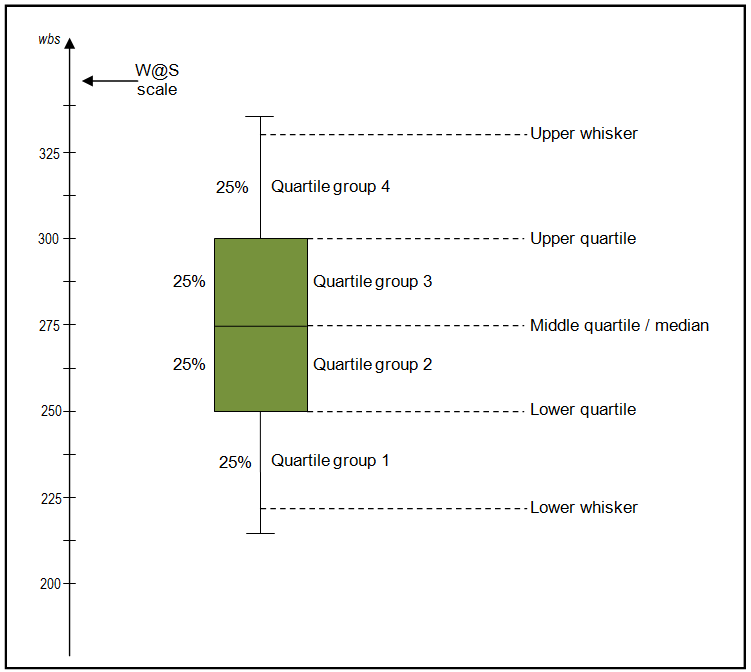 wbs
W@S
scale
325
300
275
250
225
200
25%
Quartile group 4
25%
Quartile group 3
25%
Quartile group 2
25%
Quartile group 1
Upper whisker
Upper quartile
Middle quartile / median
Lower quartile
Lower whisker